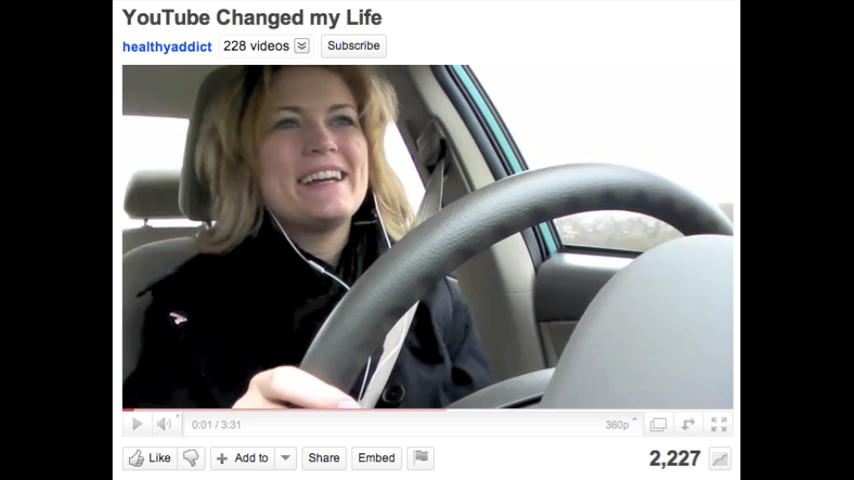 YouTube Changed my Life
healthyaddict 228 videos Subscribe
0:01 / 3:31 360p
Like Add to Share Embed 2,227